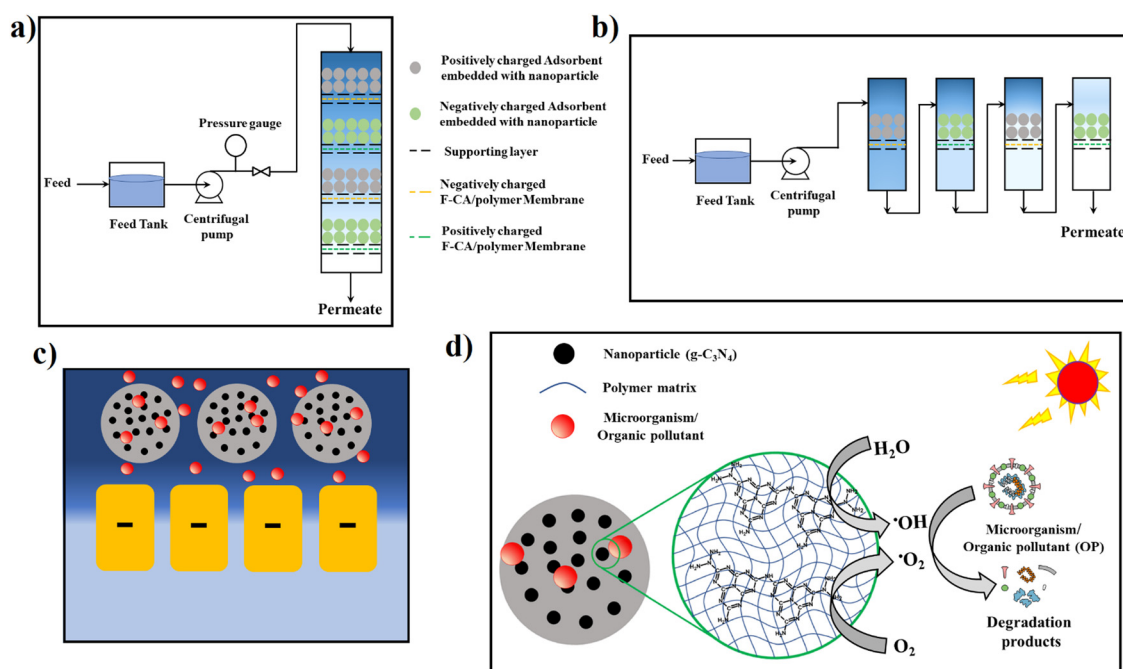 a)
Feed
Feed Tank
Pressure gauge
Centrifugal
pump
Permeate
Positively charged Adsorbent
embedded with nanoparticle
Negatively charged Adsorbent
embedded with nanoparticle
Supporting layer
Negatively charged
F-CA/polymer Membrane
Positively charged
F-CA/polymer Membrane
b)
Feed
Feed Tank
Centrifugal
pump
Permeate
c)
-
-
-
-
d)
Nanoparticle (g-C₃N₄)
Polymer matrix
Microorganism/
Organic pollutant
H₂O
·OH
·O₂
O₂
Microorganism/
Organic pollutant (OP)
Degradation
products